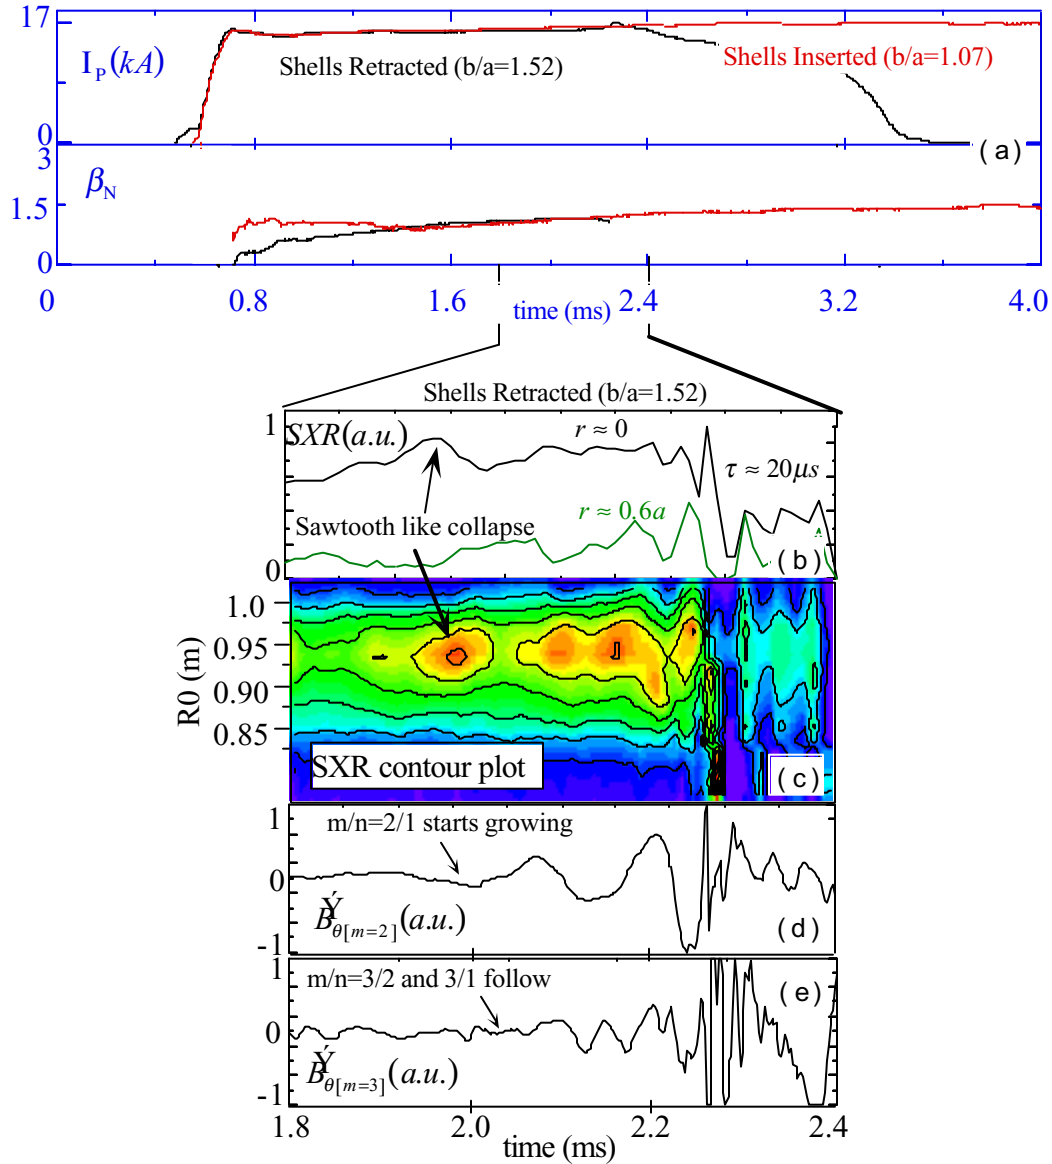 17
I_P(kA)
Shells Retracted (b/a=1.52)
Shells Inserted (b/a=1.07)
0
(a)
3
β_N
1.5
0
0 0.8 1.6 time (ms) 2.4 3.2 4.0
Shells Retracted (b/a=1.52)
1
SXR(a.u.)
r ≈ 0
τ ≈ 20μs
Sawtooth like collapse
r ≈ 0.6a
(b)
0
1.0
0.95
0.90
0.85
R0 (m)
SXR contour plot
(c)
1
m/n=2/1 starts growing
0
B_θ[m=2](a.u.)
Ý
(d)
-1
1
m/n=3/2 and 3/1 follow
(e)
0
B_θ[m=3](a.u.)
Ý
-1
1.8 2.0 2.2 2.4
time (ms)